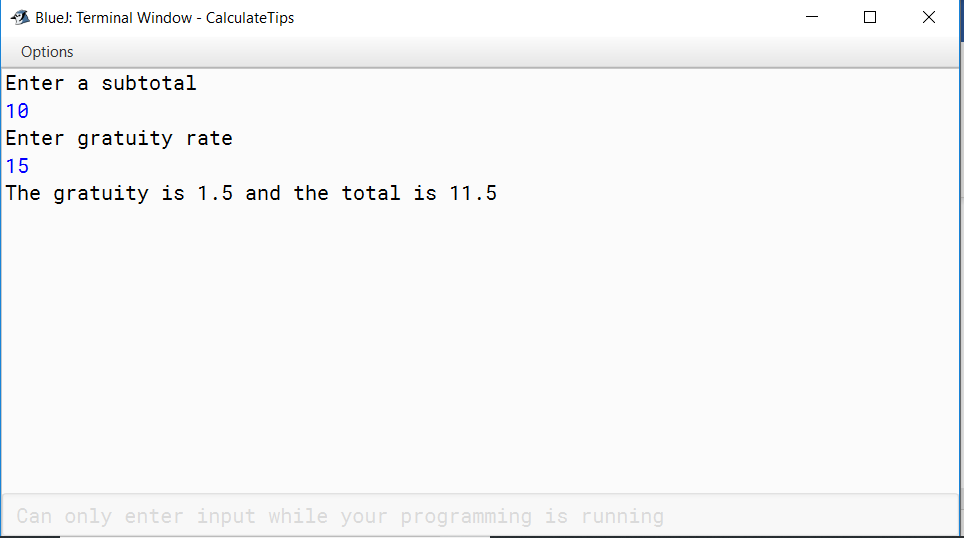 BlueJ: Terminal Window - CalculateTips
Options
Enter a subtotal
10
Enter gratuity rate
15
The gratuity is 1.5 and the total is 11.5
Can only enter input while your programming is running